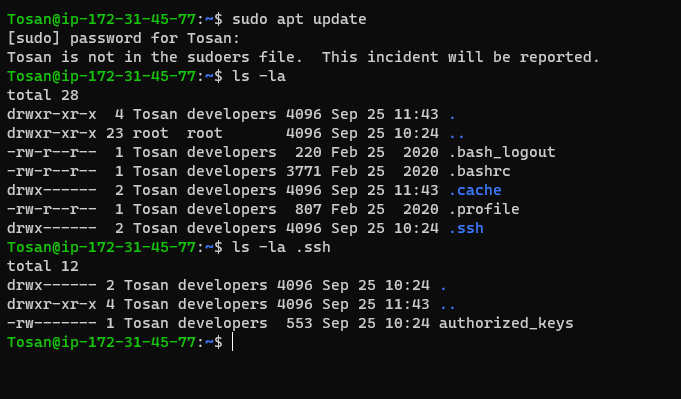 Tosan@ip-172-31-45-77:~$ sudo apt update
[sudo] password for Tosan:
Tosan is not in the sudoers file.  This incident will be reported.
Tosan@ip-172-31-45-77:~$ ls -la
total 28
drwxr-xr-x  4 Tosan developers 4096 Sep 25 11:43 .
drwxr-xr-x 23 root  root       4096 Sep 25 10:24 ..
-rw-r--r--  1 Tosan developers  220 Feb 25  2020 .bash_logout
-rw-r--r--  1 Tosan developers 3771 Feb 25  2020 .bashrc
drwx------  2 Tosan developers 4096 Sep 25 11:43 .cache
-rw-r--r--  1 Tosan developers  807 Feb 25  2020 .profile
drwx------  2 Tosan developers 4096 Sep 25 10:24 .ssh
Tosan@ip-172-31-45-77:~$ ls -la .ssh
total 12
drwx------ 2 Tosan developers 4096 Sep 25 10:24 .
drwxr-xr-x 4 Tosan developers 4096 Sep 25 11:43 ..
-rw------- 1 Tosan developers  553 Sep 25 10:24 authorized_keys
Tosan@ip-172-31-45-77:~$